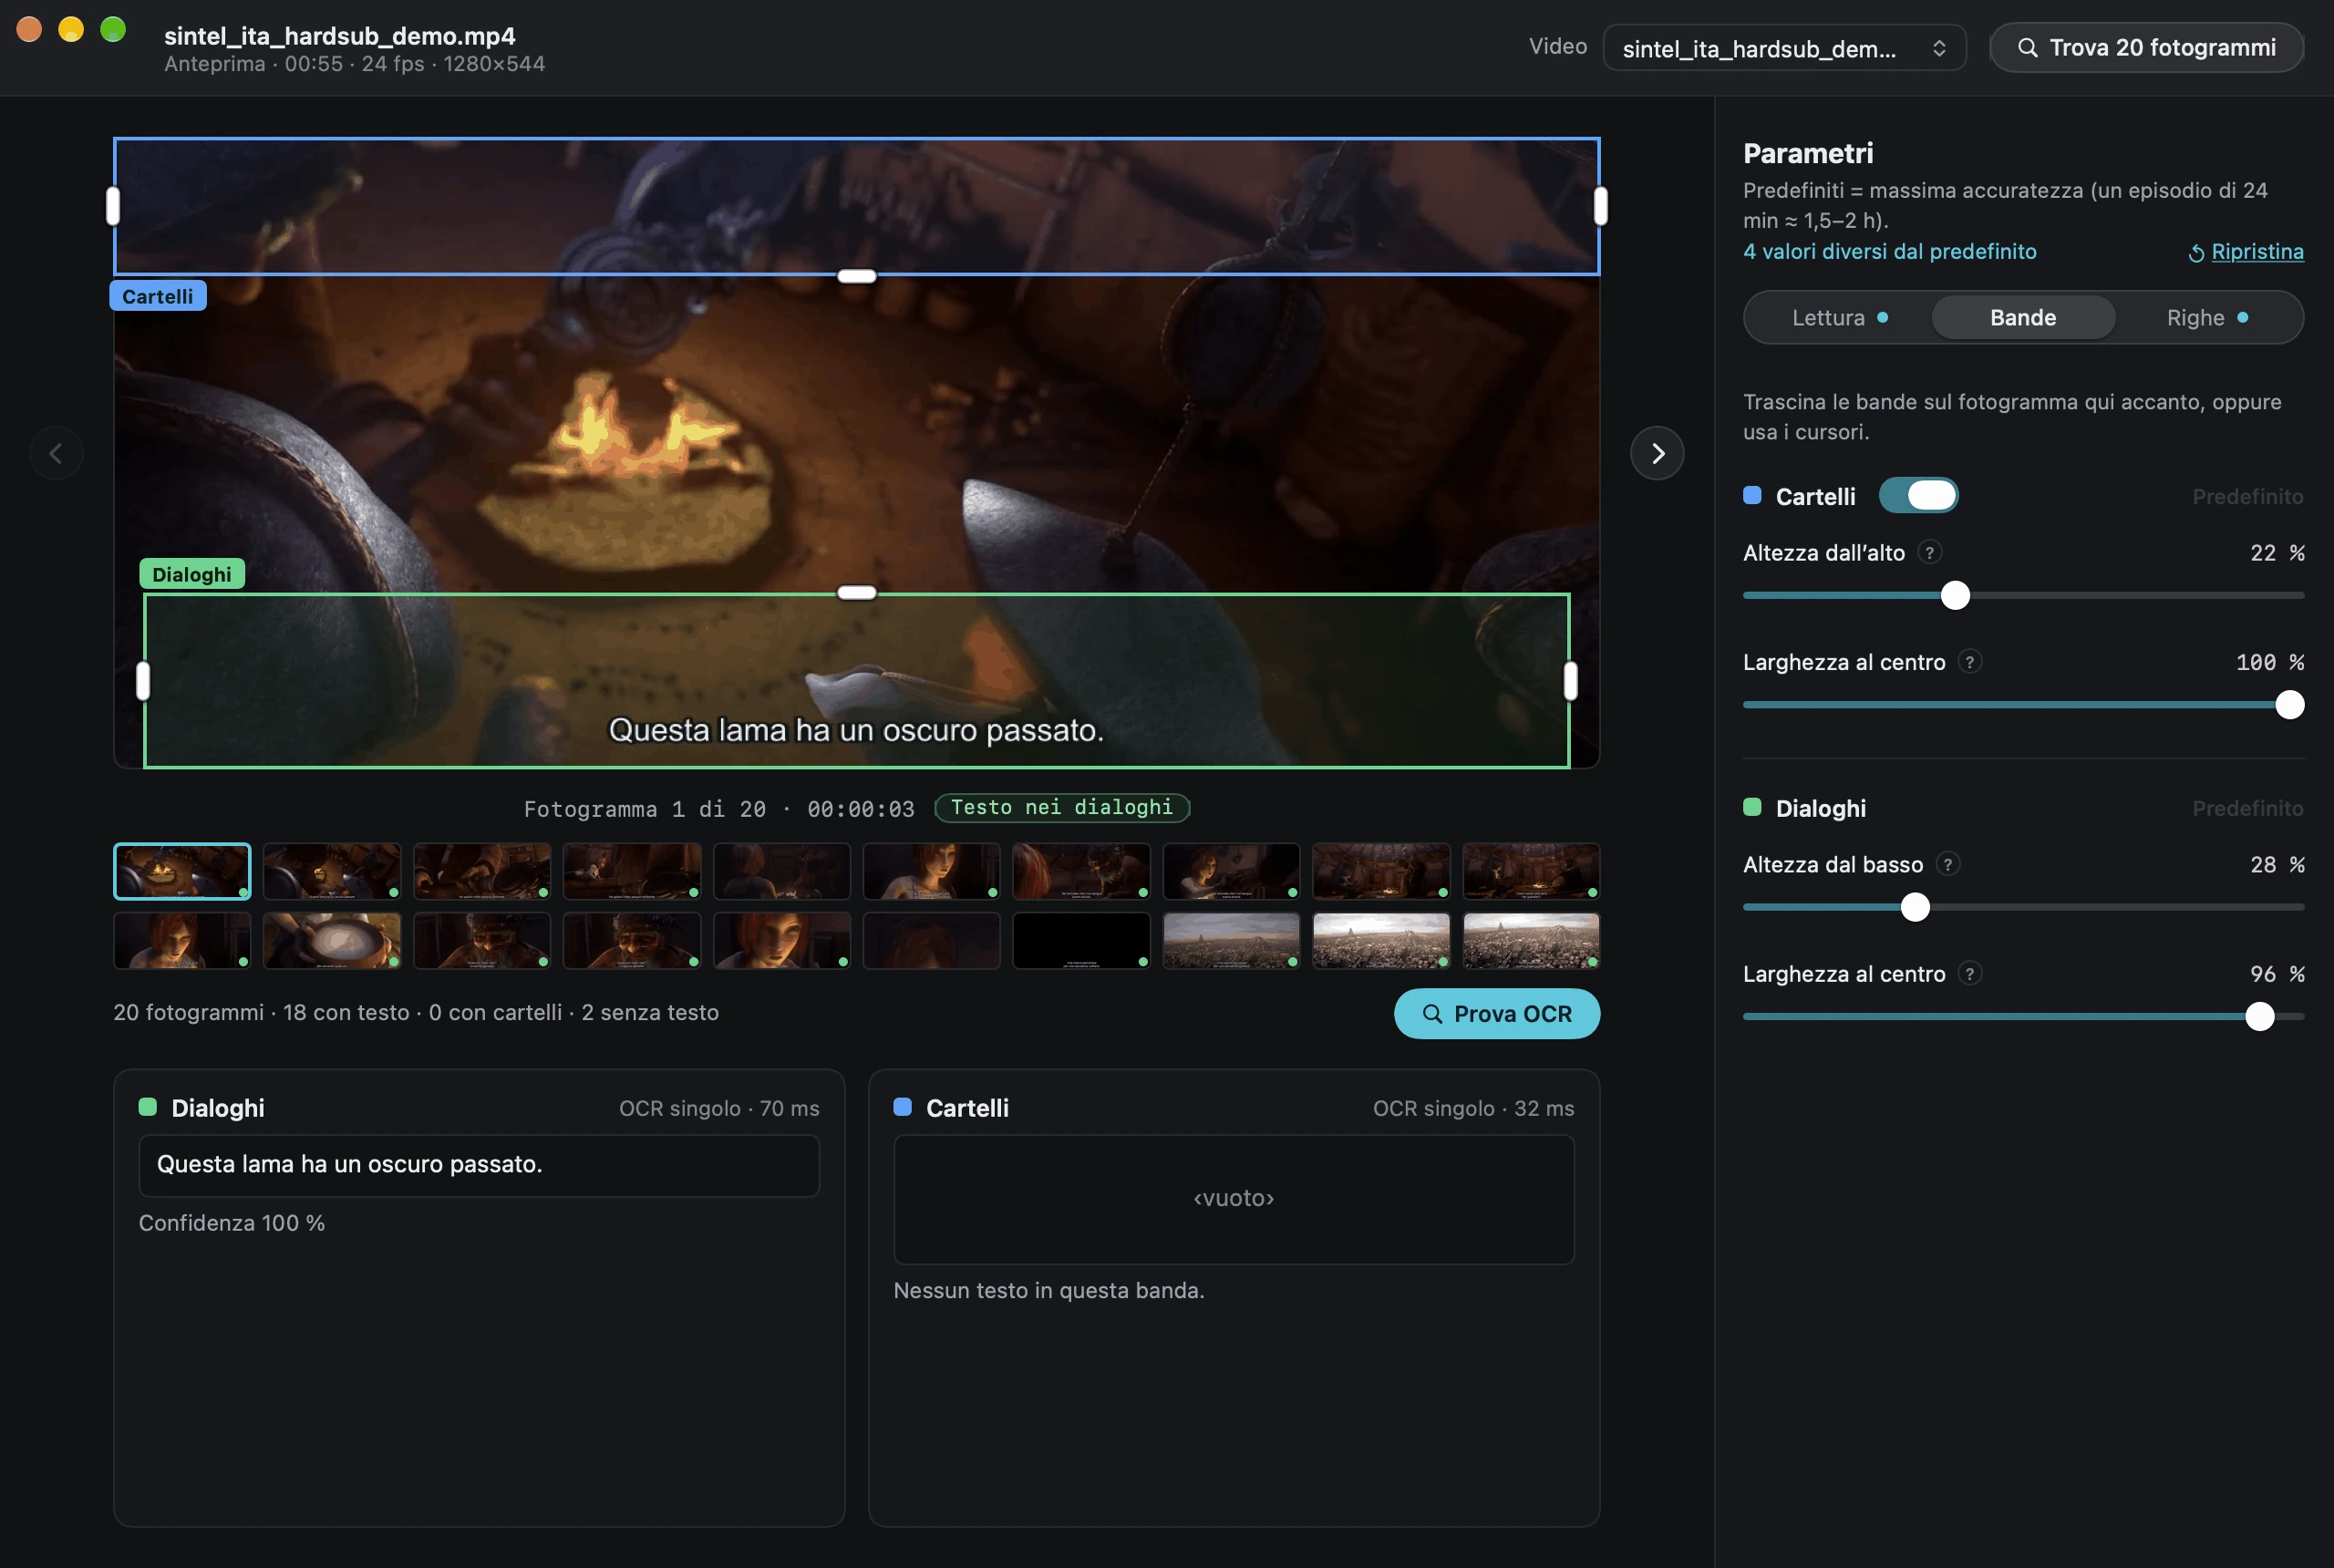 sintel_ita_hardsub_demo.mp4
Anteprima · 00:55 · 24 fps · 1280×544
Video
sintel_ita_hardsub_dem...
Trova 20 fotogrammi
Cartelli
Dialoghi
Questa lama ha un oscuro passato.
Fotogramma 1 di 20 · 00:00:03
Testo nei dialoghi
20 fotogrammi · 18 con testo · 0 con cartelli · 2 senza testo
Prova OCR
Dialoghi
OCR singolo · 70 ms
Questa lama ha un oscuro passato.
Confidenza 100 %
Cartelli
OCR singolo · 32 ms
‹vuoto›
Nessun testo in questa banda.
Parametri
Predefiniti = massima accuratezza (un episodio di 24
min ≈ 1,5–2 h).
4 valori diversi dal predefinito
Ripristina
Lettura
Bande
Righe
Trascina le bande sul fotogramma qui accanto, oppure
usa i cursori.
Cartelli
Predefinito
Altezza dall’alto ?
22 %
Larghezza al centro ?
100 %
Dialoghi
Predefinito
Altezza dal basso ?
28 %
Larghezza al centro ?
96 %